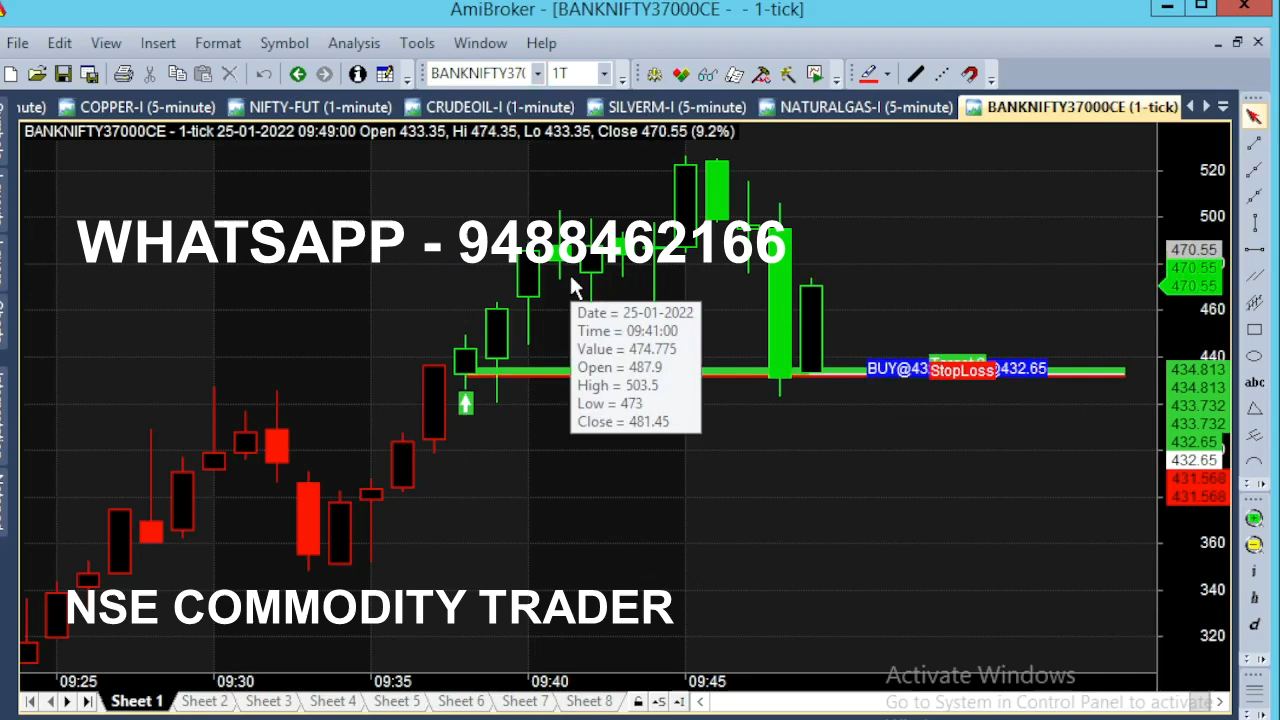 AmiBroker - [BANKNIFTY37000CE - - 1-tick]
File Edit View Insert Format Symbol Analysis Tools Window Help
BANKNIFTY37( 1T
nute) COPPER-I (5-minute) NIFTY-FUT (1-minute) CRUDEOIL-I (1-minute) SILVERM-I (5-minute) NATURALGAS-I (5-minute) BANKNIFTY37000CE (1-tick)
BANKNIFTY37000CE - 1-tick 25-01-2022 09:49:00 Open 433.35, Hi 474.35, Lo 433.35, Close 470.55 (9.2%)
520
500
WHATSAPP - 9488462166
470.55
470.55
470.55
460
Date = 25-01-2022
Time = 09:41:00
Value = 474.775
Open = 487.9
High = 503.5
Low = 473
Close = 481.45
440
BUY@43 StopLoss @432.65
434.813
434.813
433.732
433.732
432.65
432.65
431.568
431.568
360
340
320
NSE COMMODITY TRADER
09:25 09:30 09:35 09:40 09:45
Activate Windows
Go to System in Control Panel to activate
Sheet 1 Sheet 2 Sheet 3 Sheet 4 Sheet 5 Sheet 6 Sheet 7 Sheet 8
abc